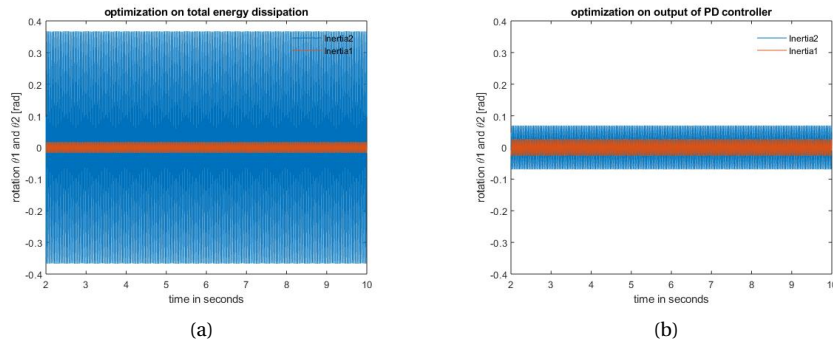 optimization on total energy dissipation
Inertia2
Inertia1
0.4
0.3
0.2
0.1
0
-0.1
-0.2
-0.3
-0.4
rotation θ1 and θ2 [rad]
2 3 4 5 6 7 8 9 10
time in seconds
(a)
optimization on output of PD controller
Inertia2
Inertia1
0.4
0.3
0.2
0.1
0
-0.1
-0.2
-0.3
-0.4
rotation θ1 and θ2 [rad]
2 3 4 5 6 7 8 9 10
time in seconds
(b)